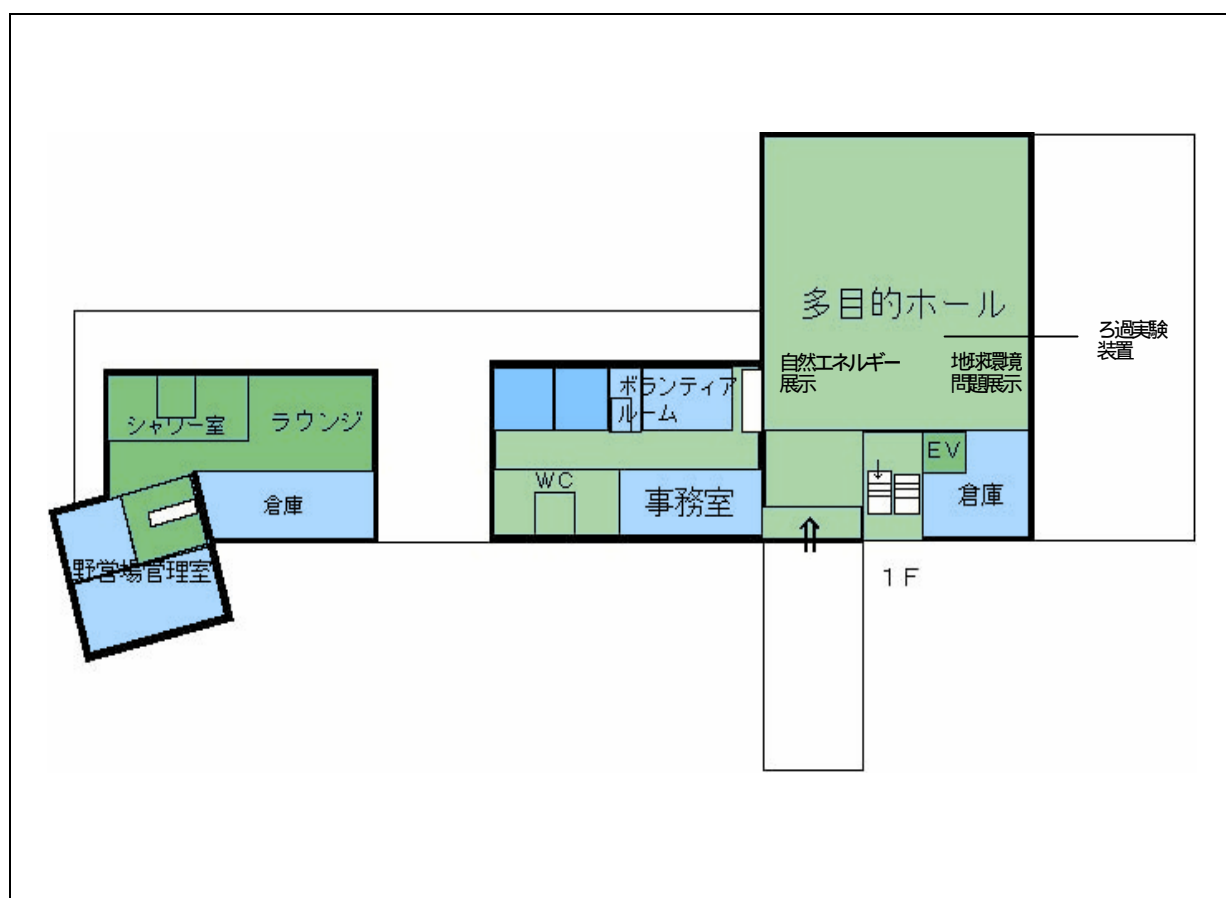 多目的ホール
ろ過実験
装置
自然エネルギー
展示
地球環境
問題展示
ボランティア
ルーム
シャワー室
ラウンジ
WC
事務室
EV
倉庫
倉庫
野営場管理室
1F